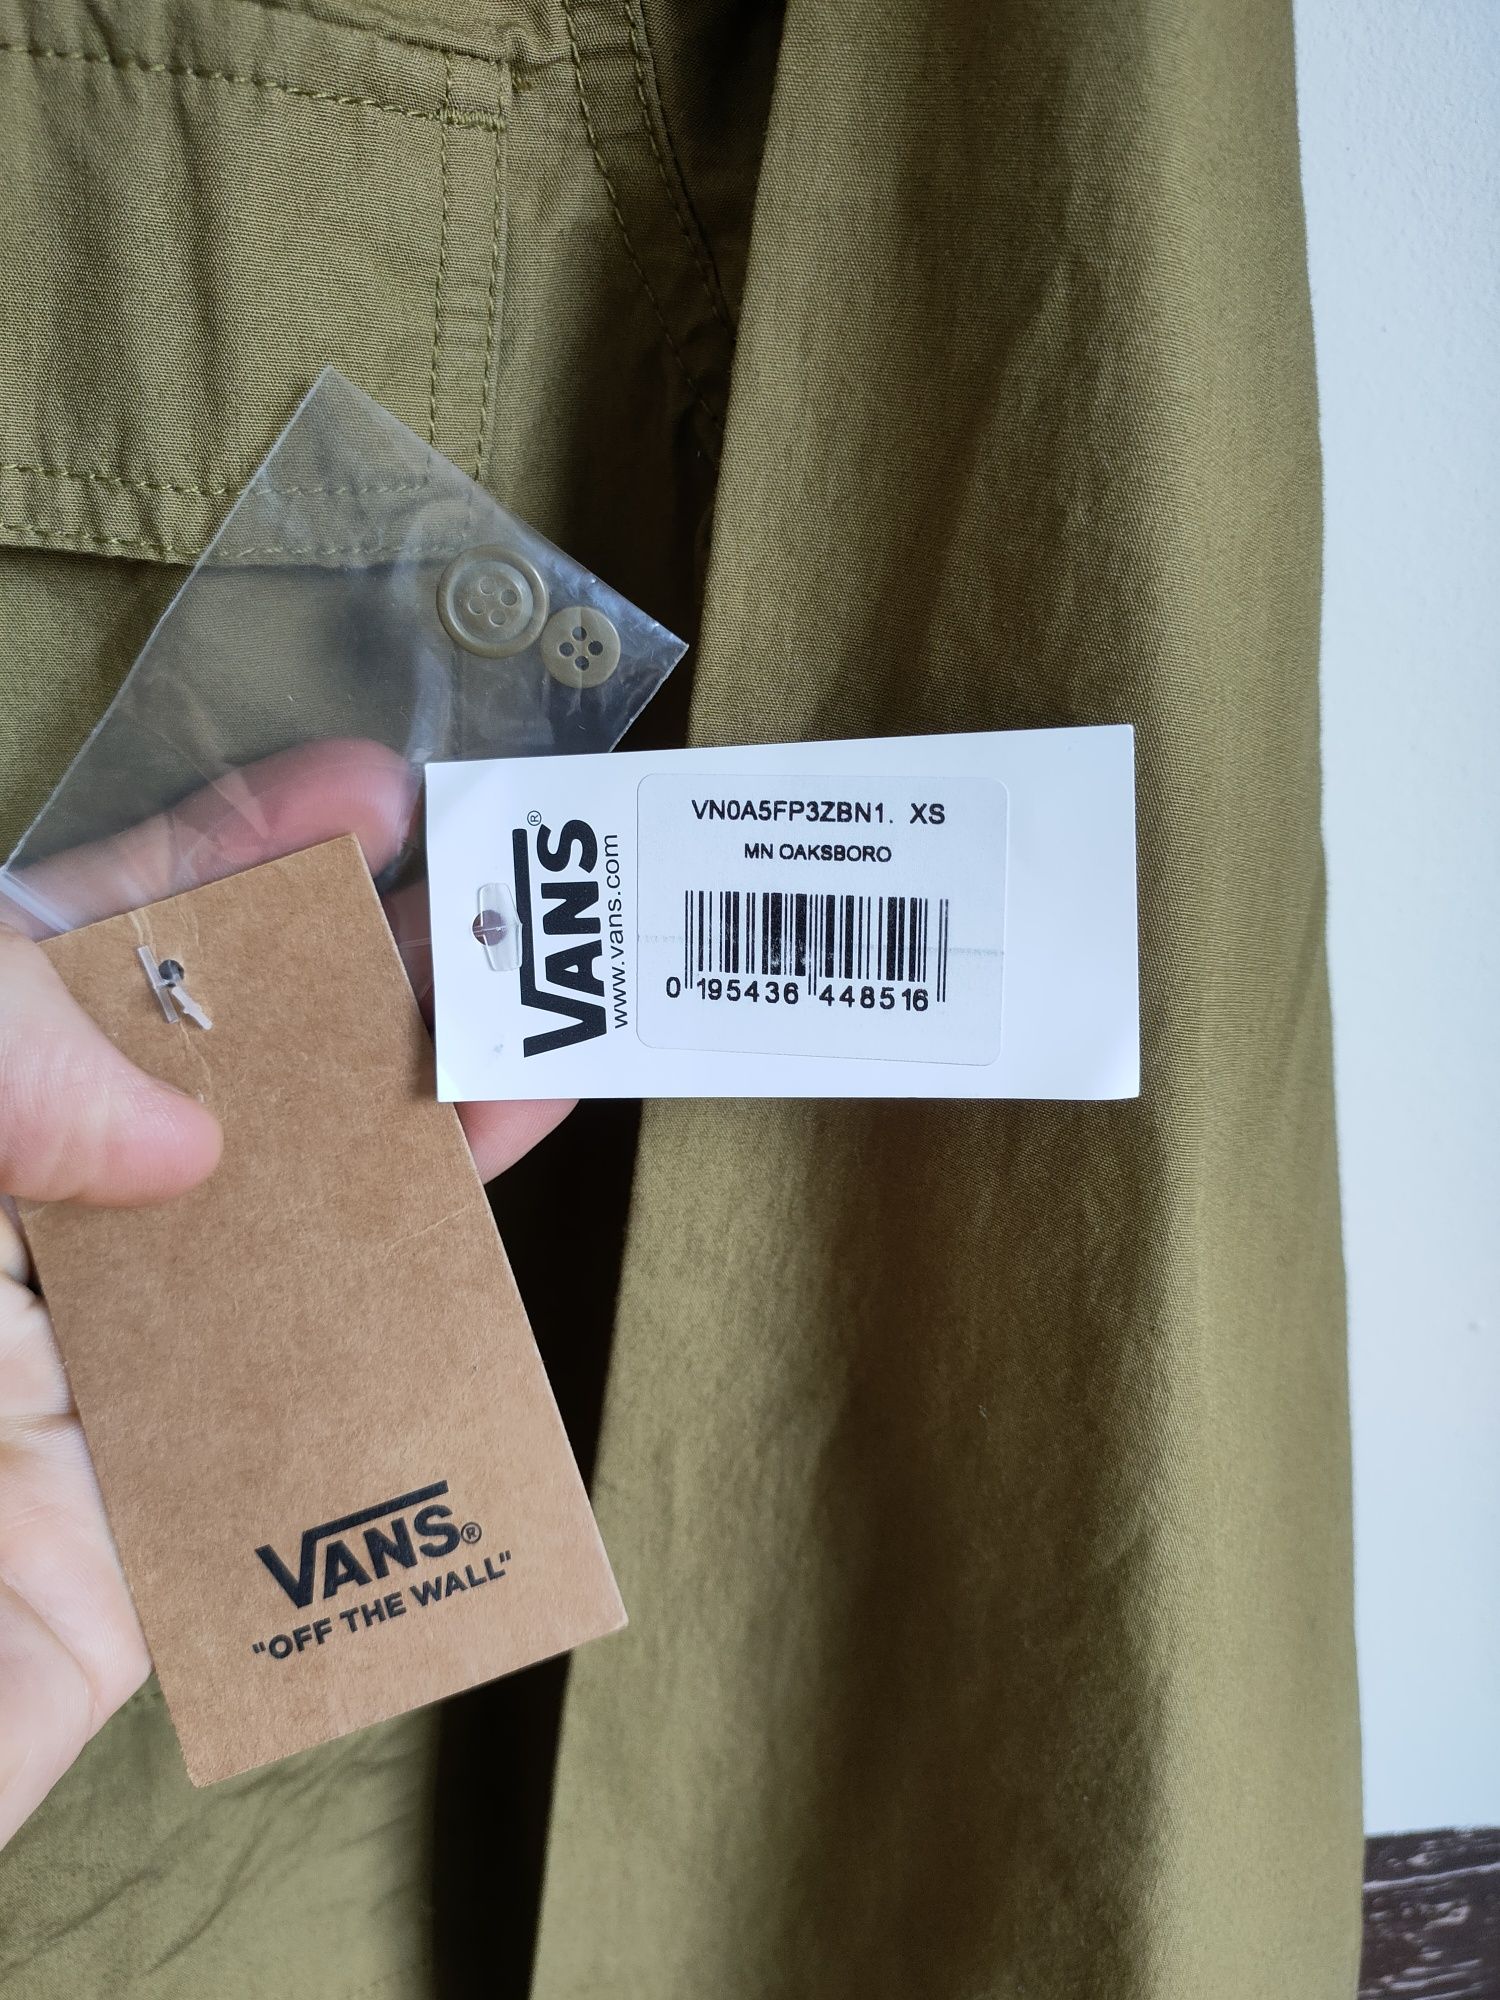 VANS®
www.vans.com
VN0A5FP3ZBN1. XS
MN OAKSBORO
0 195436 448516
VANS®
"OFF THE WALL"